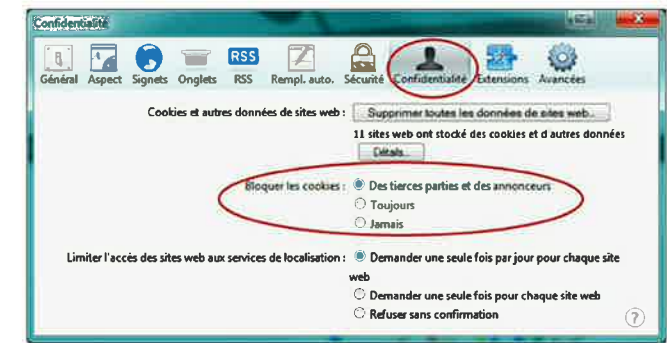 Confidentialité
RSS
Général Aspect Signets Onglets RSS Rempl. auto. Sécurité Confidentialité Extensions Avancées
Cookies et autres données de sites web : Supprimer toutes les données de sites web...
11 sites web ont stocké des cookies et d autres données
Détails...
Bloquer les cookies : Des tierces parties et des annonceurs
Toujours
Jamais
Limiter l'accès des sites web aux services de localisation : Demander une seule fois par jour pour chaque site
web
Demander une seule fois pour chaque site web
Refuser sans confirmation
?